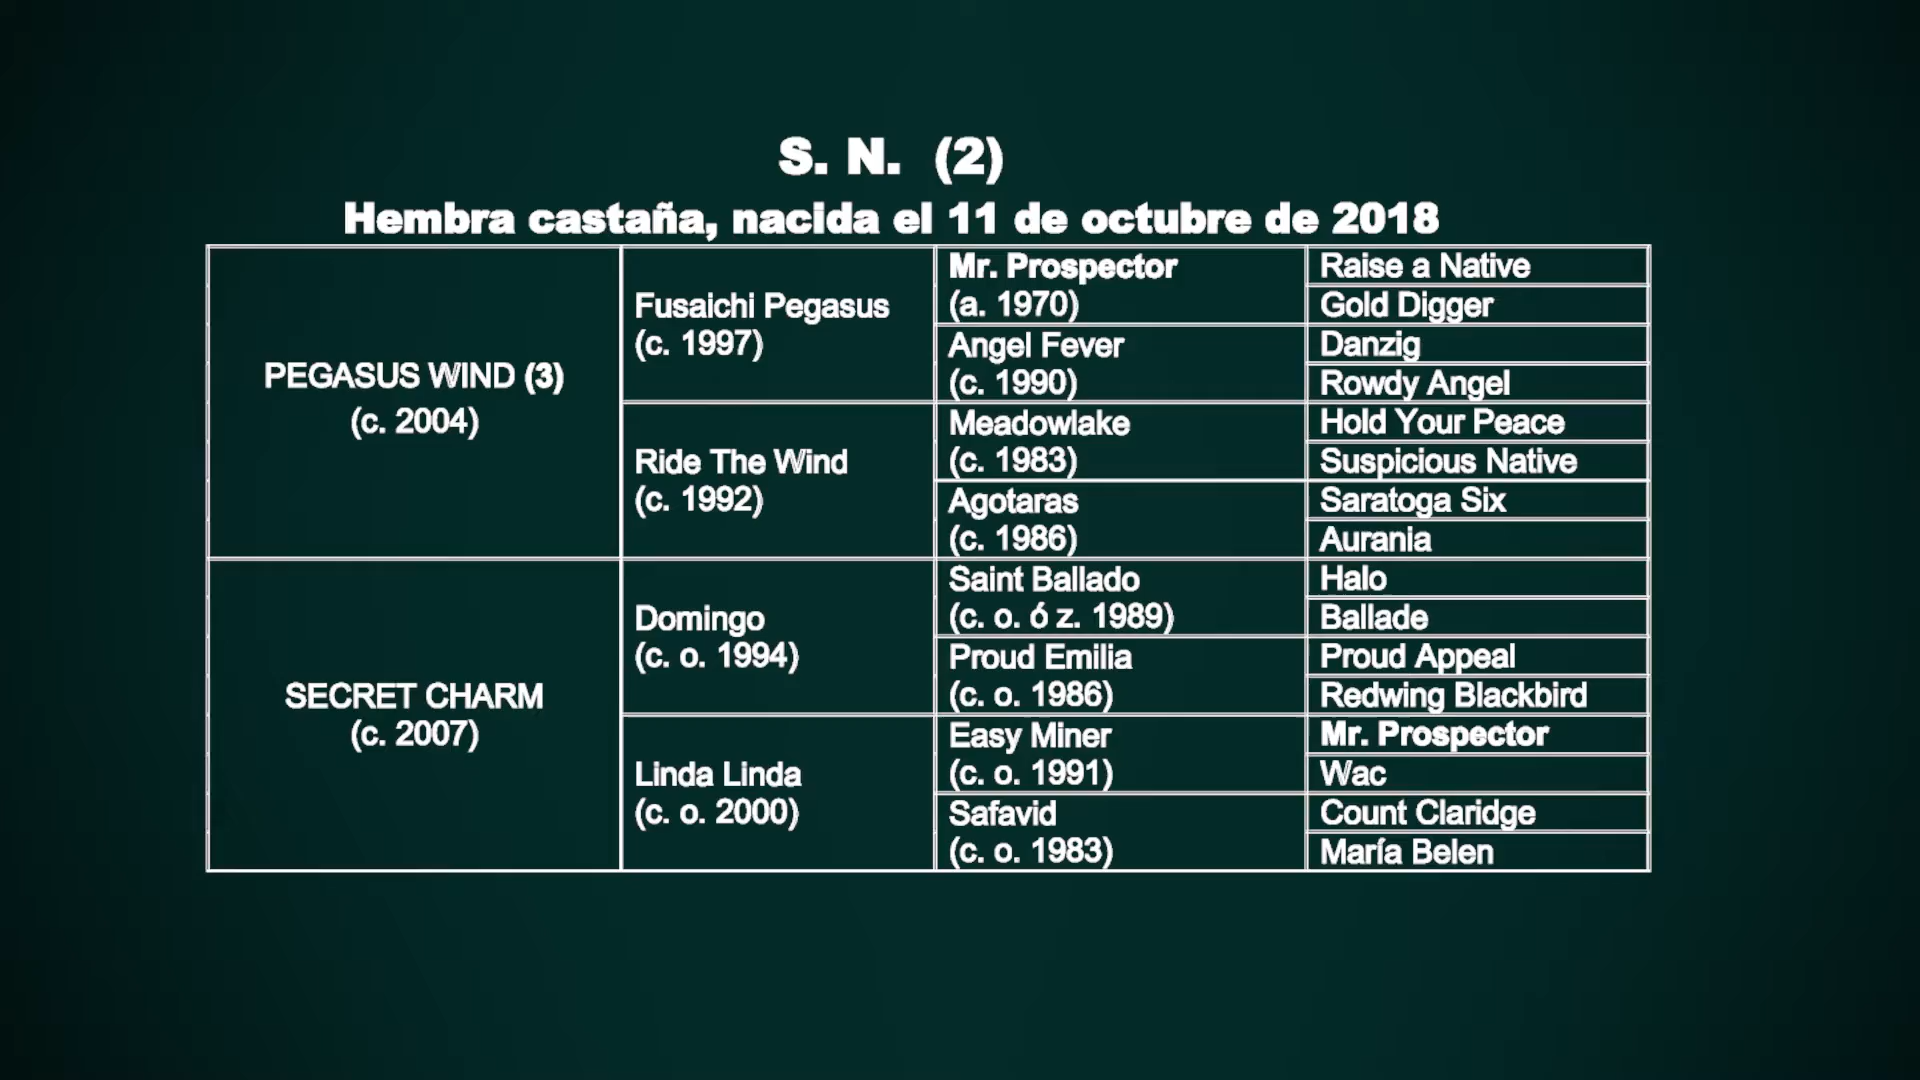 S. N. (2)
Hembra castaña, nacida el 11 de octubre de 2018
PEGASUS WIND (3)
(c. 2004)
Fusaichi Pegasus
(c. 1997)
Mr. Prospector
(a. 1970)
Raise a Native
Gold Digger
Angel Fever
(c. 1990)
Danzig
Rowdy Angel
Ride The Wind
(c. 1992)
Meadowlake
(c. 1983)
Hold Your Peace
Suspicious Native
Agotaras
(c. 1986)
Saratoga Six
Aurania
SECRET CHARM
(c. 2007)
Domingo
(c. o. 1994)
Saint Ballado
(c. o. ó z. 1989)
Halo
Ballade
Proud Emilia
(c. o. 1986)
Proud Appeal
Redwing Blackbird
Linda Linda
(c. o. 2000)
Easy Miner
(c. o. 1991)
Mr. Prospector
Wac
Safavid
(c. o. 1983)
Count Claridge
María Belen